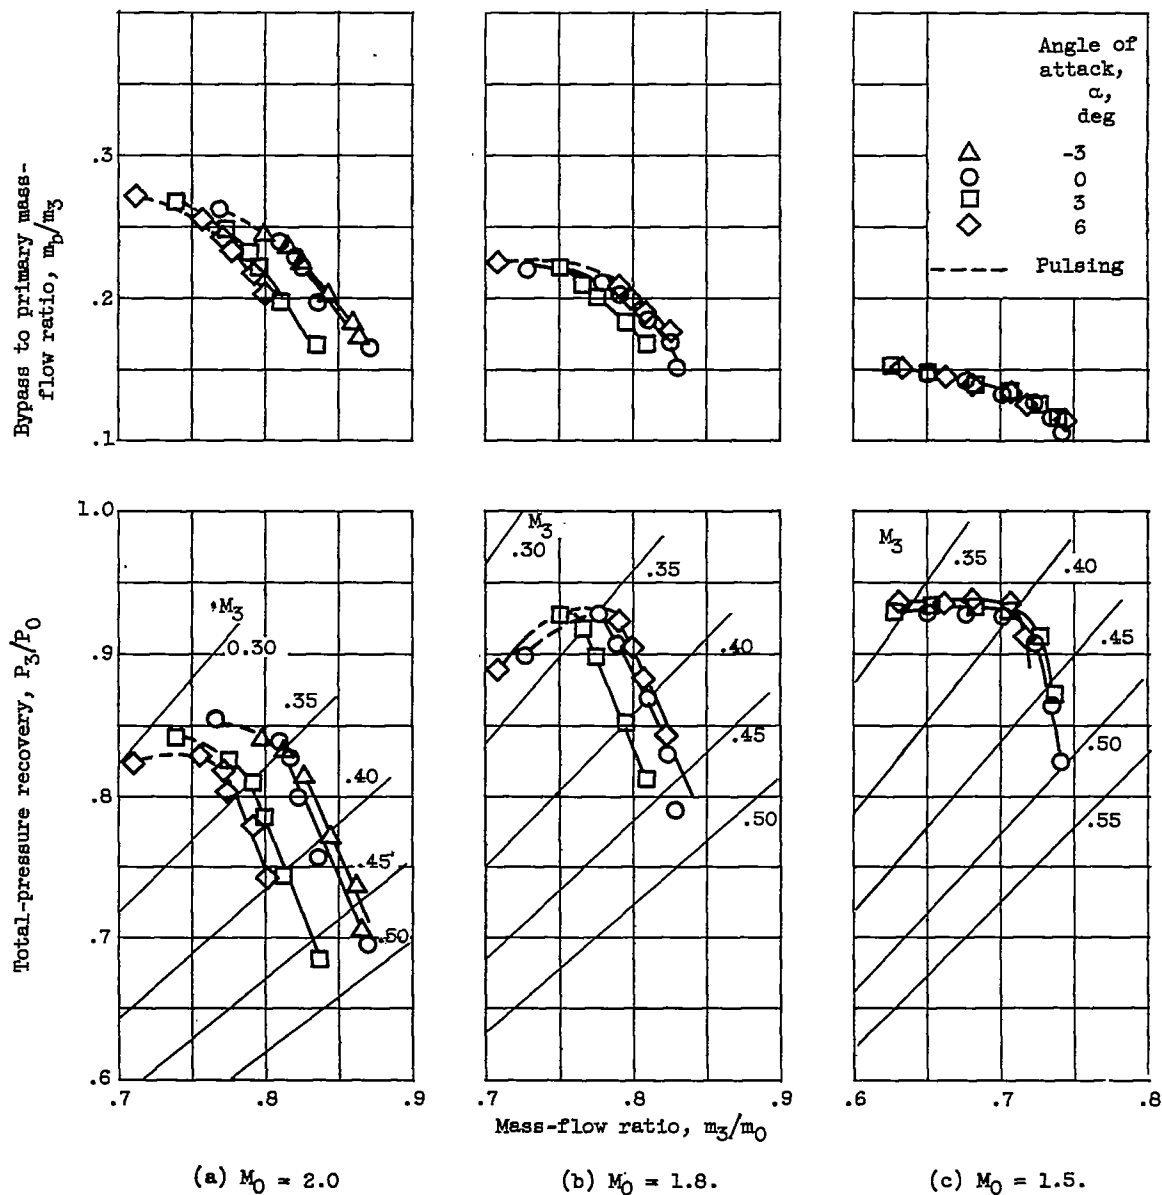 Angle of
attack,
α,
deg
-3
0
3
6
Pulsing
Bypass to primary mass-
flow ratio, m_b/m_3
.3
.2
.1
Total-pressure recovery, P_3/P_0
1.0
.9
.8
.7
.6
M_3
0.30
.35
.40
.45
.50
M_3
.30
.35
.40
.45
.50
M_3
.35
.40
.45
.50
.55
.7 .8 .9
.7 .8 .9
.6 .7 .8
Mass-flow ratio, m_3/m_0
(a) M_0 = 2.0
(b) M_0 = 1.8.
(c) M_0 = 1.5.